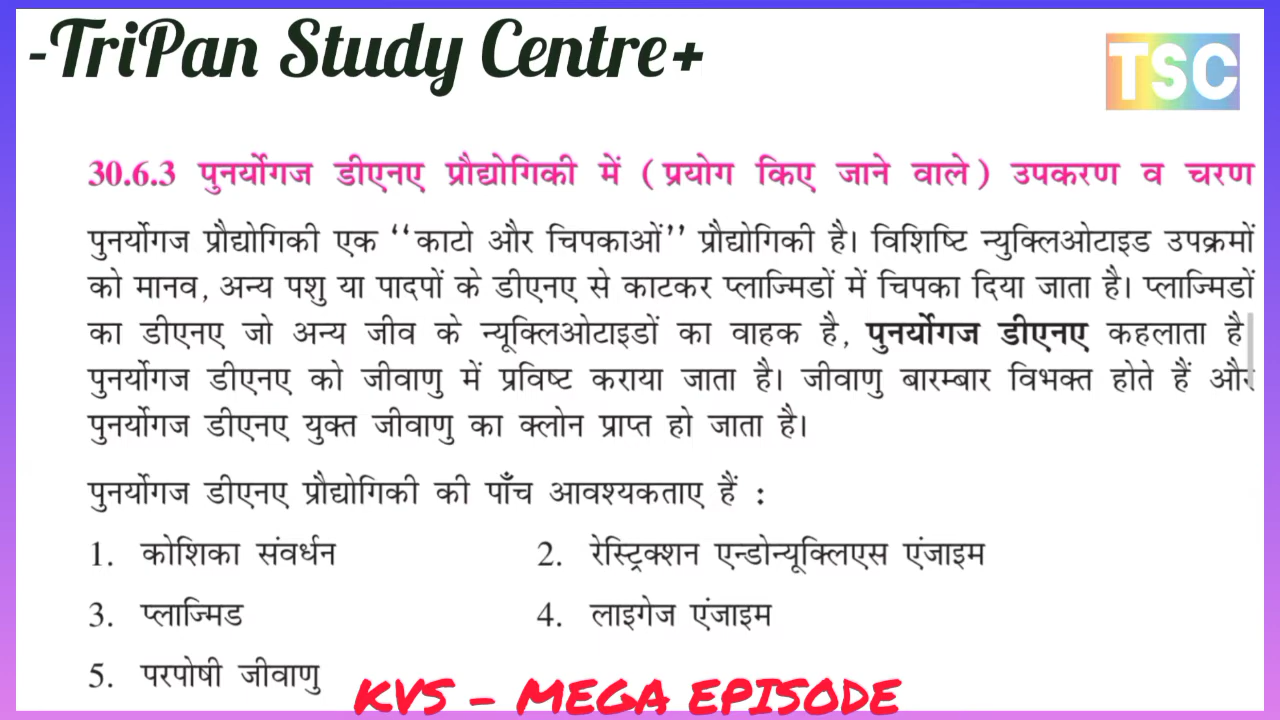 -TriPan Study Centre+
TSC
30.6.3 पुनर्योगज डीएनए प्रौद्योगिकी में (प्रयोग किए जाने वाले) उपकरण व चरण
पुनर्योगज प्रौद्योगिकी एक “काटो और चिपकाओं” प्रौद्योगिकी है। विशिष्टि न्युक्लिओटाइड उपक्रमों
को मानव, अन्य पशु या पादपों के डीएनए से काटकर प्लाज्मिडों में चिपका दिया जाता है। प्लाज्मिडों
का डीएनए जो अन्य जीव के न्यूक्लिओटाइडों का वाहक है, पुनर्योगज डीएनए कहलाता है
पुनर्योगज डीएनए को जीवाणु में प्रविष्ट कराया जाता है। जीवाणु बारम्बार विभक्त होते हैं और
पुनर्योगज डीएनए युक्त जीवाणु का क्लोन प्राप्त हो जाता है।
पुनर्योगज डीएनए प्रौद्योगिकी की पाँच आवश्यकताए हैं :
1. कोशिका संवर्धन 2. रेस्ट्रिक्शन एन्डोन्यूक्लिएस एंजाइम
3. प्लाज्मिड 4. लाइगेज एंजाइम
5. परपोषी जीवाणु
KVS - MEGA EPISODE